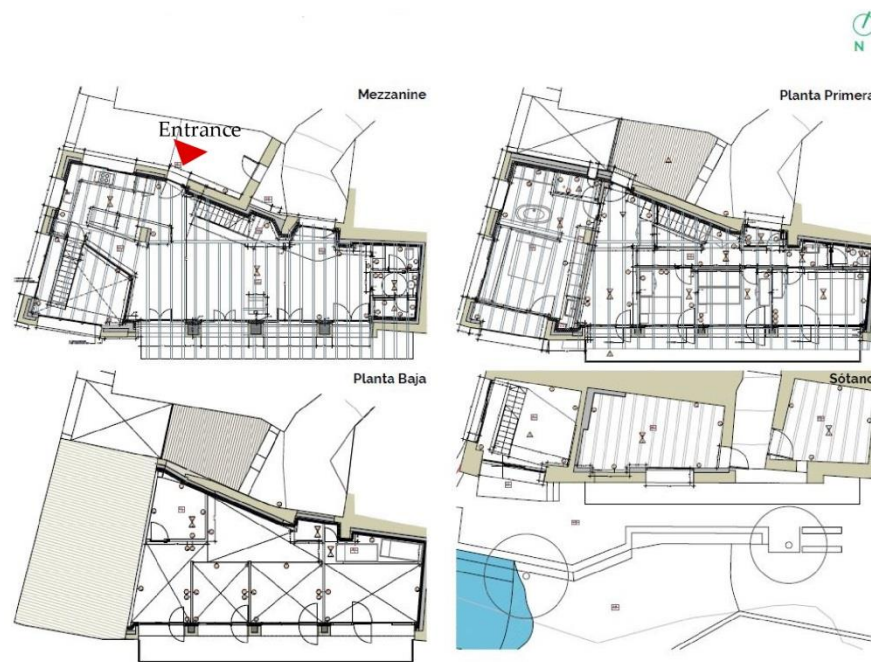 N
Mezzanine
Entrance
Planta Primera
Planta Baja
Sótano